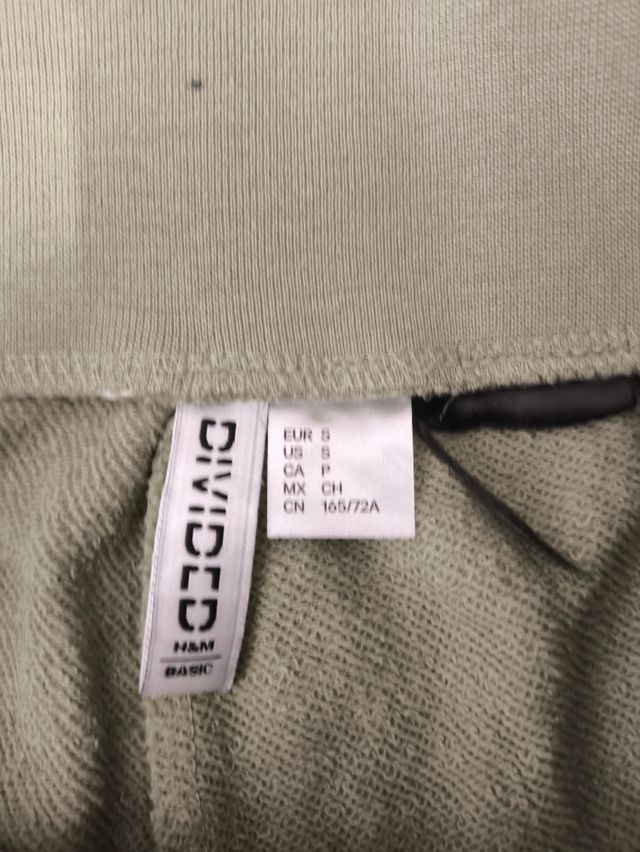 DIVIDED
H&M
BASIC
EUR S
US S
CA P
MX CH
CN 165/72A